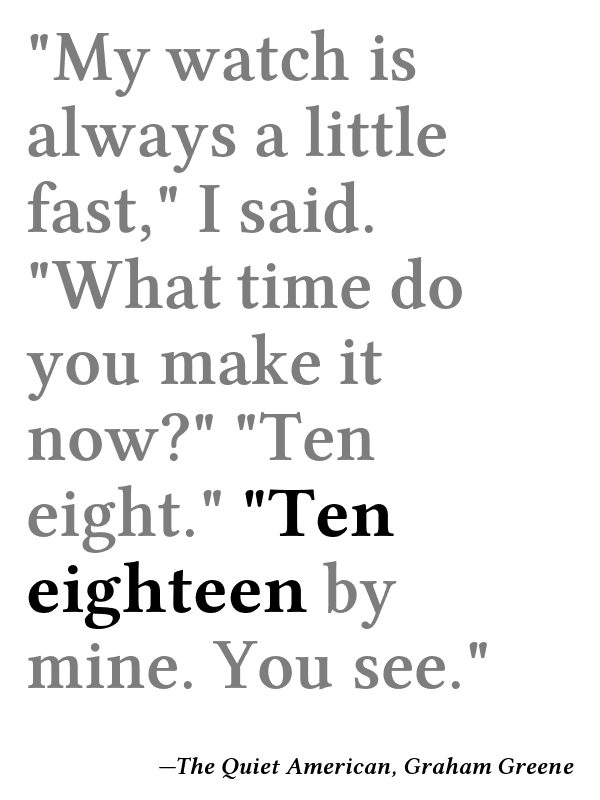 "My watch is
always a little
fast," I said.
"What time do
you make it
now?" "Ten
eight." "Ten
eighteen by
mine. You see."
—The Quiet American, Graham Greene